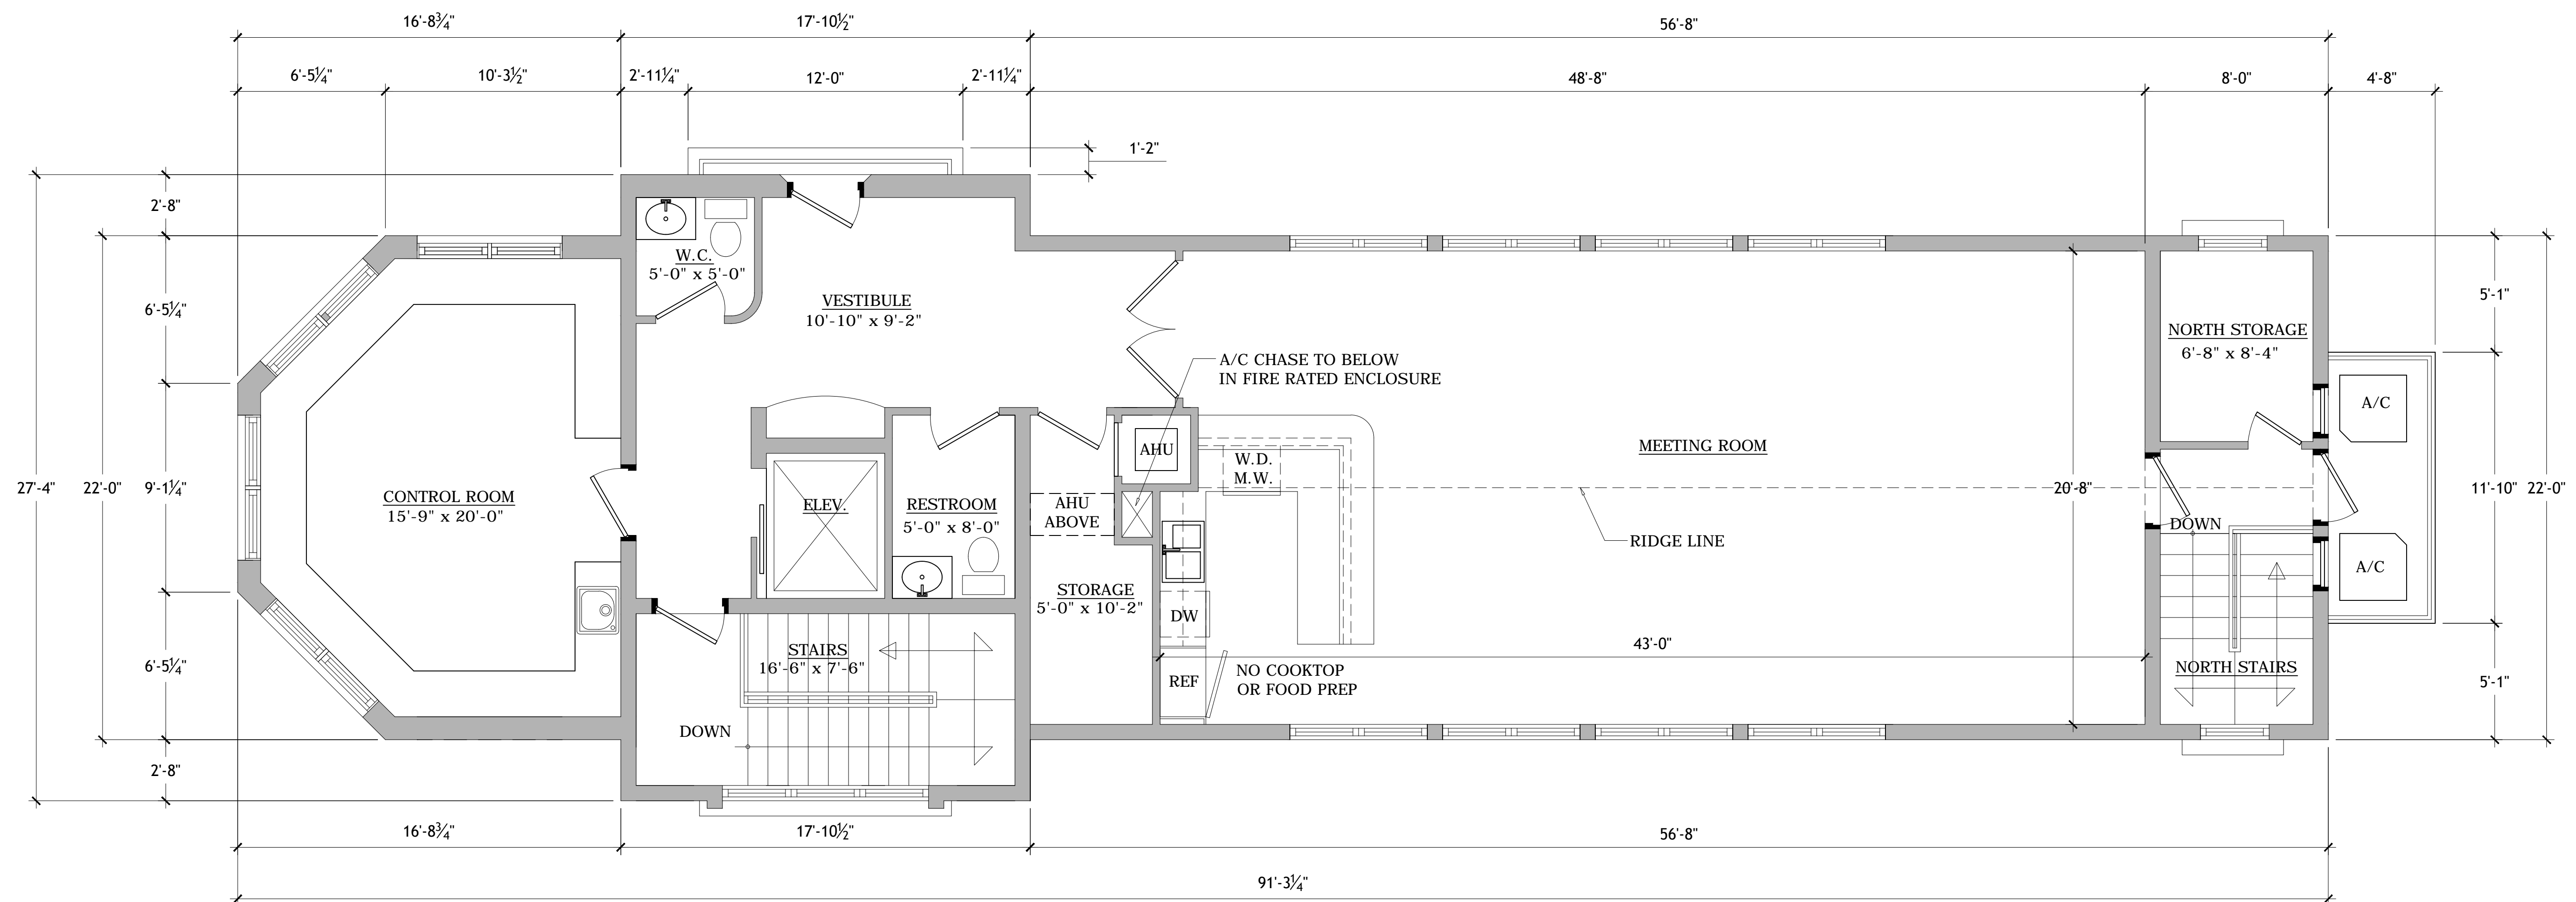 16'-8¾" 17'-10½" 56'-8"
6'-5¼" 10'-3½" 2'-11¼" 12'-0" 2'-11¼" 48'-8" 8'-0" 4'-8"
1'-2"
2'-8"
W.C.
5'-0" x 5'-0"
VESTIBULE
10'-10" x 9'-2"
6'-5¼"
5'-1"
NORTH STORAGE
6'-8" x 8'-4"
A/C CHASE TO BELOW
IN FIRE RATED ENCLOSURE
A/C
MEETING ROOM
AHU
W.D.
M.W.
27'-4" 22'-0" 9'-1¼"
CONTROL ROOM
15'-9" x 20'-0"
ELEV.
RESTROOM
5'-0" x 8'-0"
AHU
ABOVE
20'-8"
11'-10" 22'-0"
DOWN
RIDGE LINE
A/C
STORAGE
5'-0" x 10'-2"
DW
STAIRS
16'-6" x 7'-6"
43'-0"
6'-5¼"
NORTH STAIRS
REF
NO COOKTOP
OR FOOD PREP
5'-1"
DOWN
2'-8"
16'-8¾" 17'-10½" 56'-8"
91'-3¼"